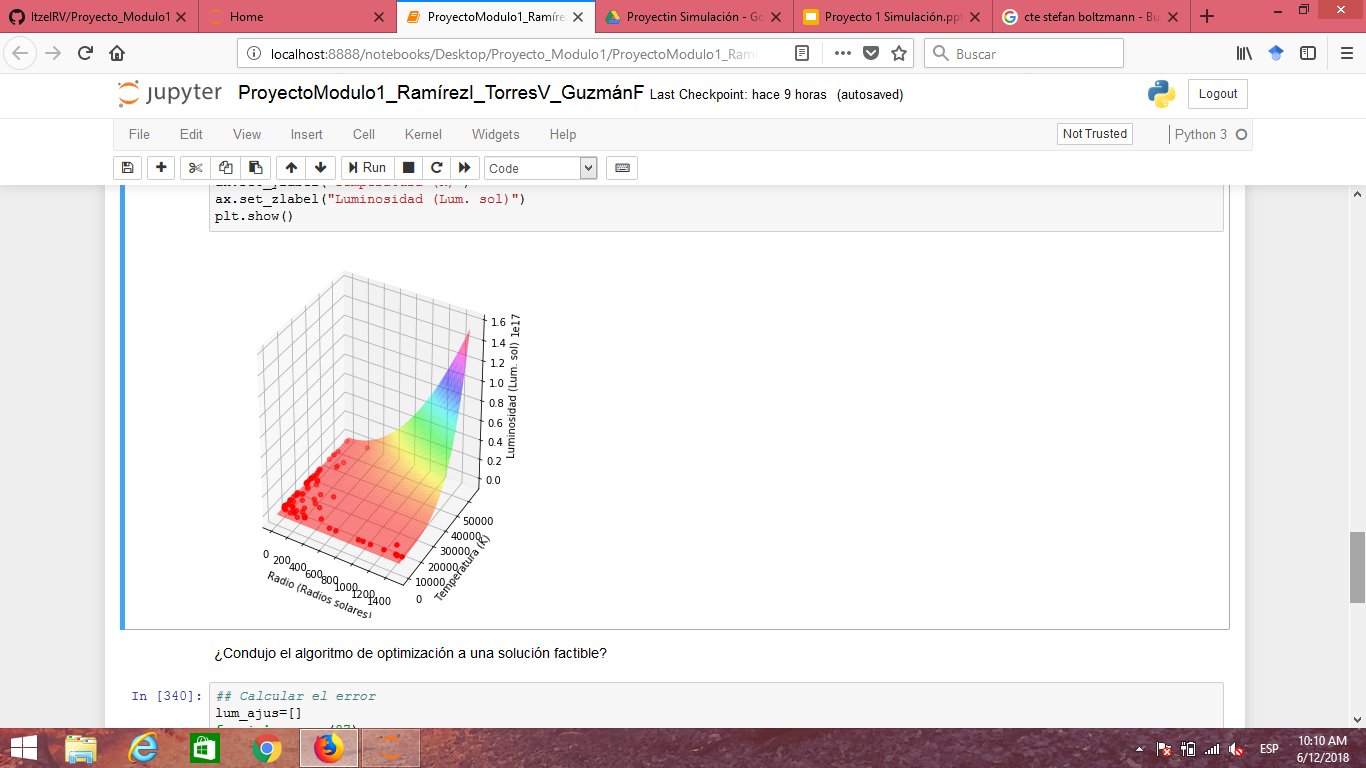 ItzelRV/Proyecto_Modulo1
Home
ProyectoModulo1_Ramíre
Proyectin Simulación - Go
Proyecto 1 Simulación.ppt
cte stefan boltzmann - Bu
localhost:8888/notebooks/Desktop/Proyecto_Modulo1/ProyectoModulo1_Ram
Buscar
jupyter ProyectoModulo1_RamírezI_TorresV_GuzmánF Last Checkpoint: hace 9 horas (autosaved)
Logout
File Edit View Insert Cell Kernel Widgets Help
Not Trusted
Python 3
Run
Code
ax.set_zlabel("Luminosidad (Lum. sol)")
plt.show()
1e17
1.6
1.4
1.2
1.0
0.8
0.6
0.4
0.2
0.0
Luminosidad (Lum. sol)
50000
40000
30000
20000
10000
0
Temperatura (K)
0
200
400
600
800
1000
1200
1400
Radio (Radios solares)
¿Condujo el algoritmo de optimización a una solución factible?
In [340]:
## Calcular el error
lum_ajus=[]
ESP
10:10 AM
6/12/2018